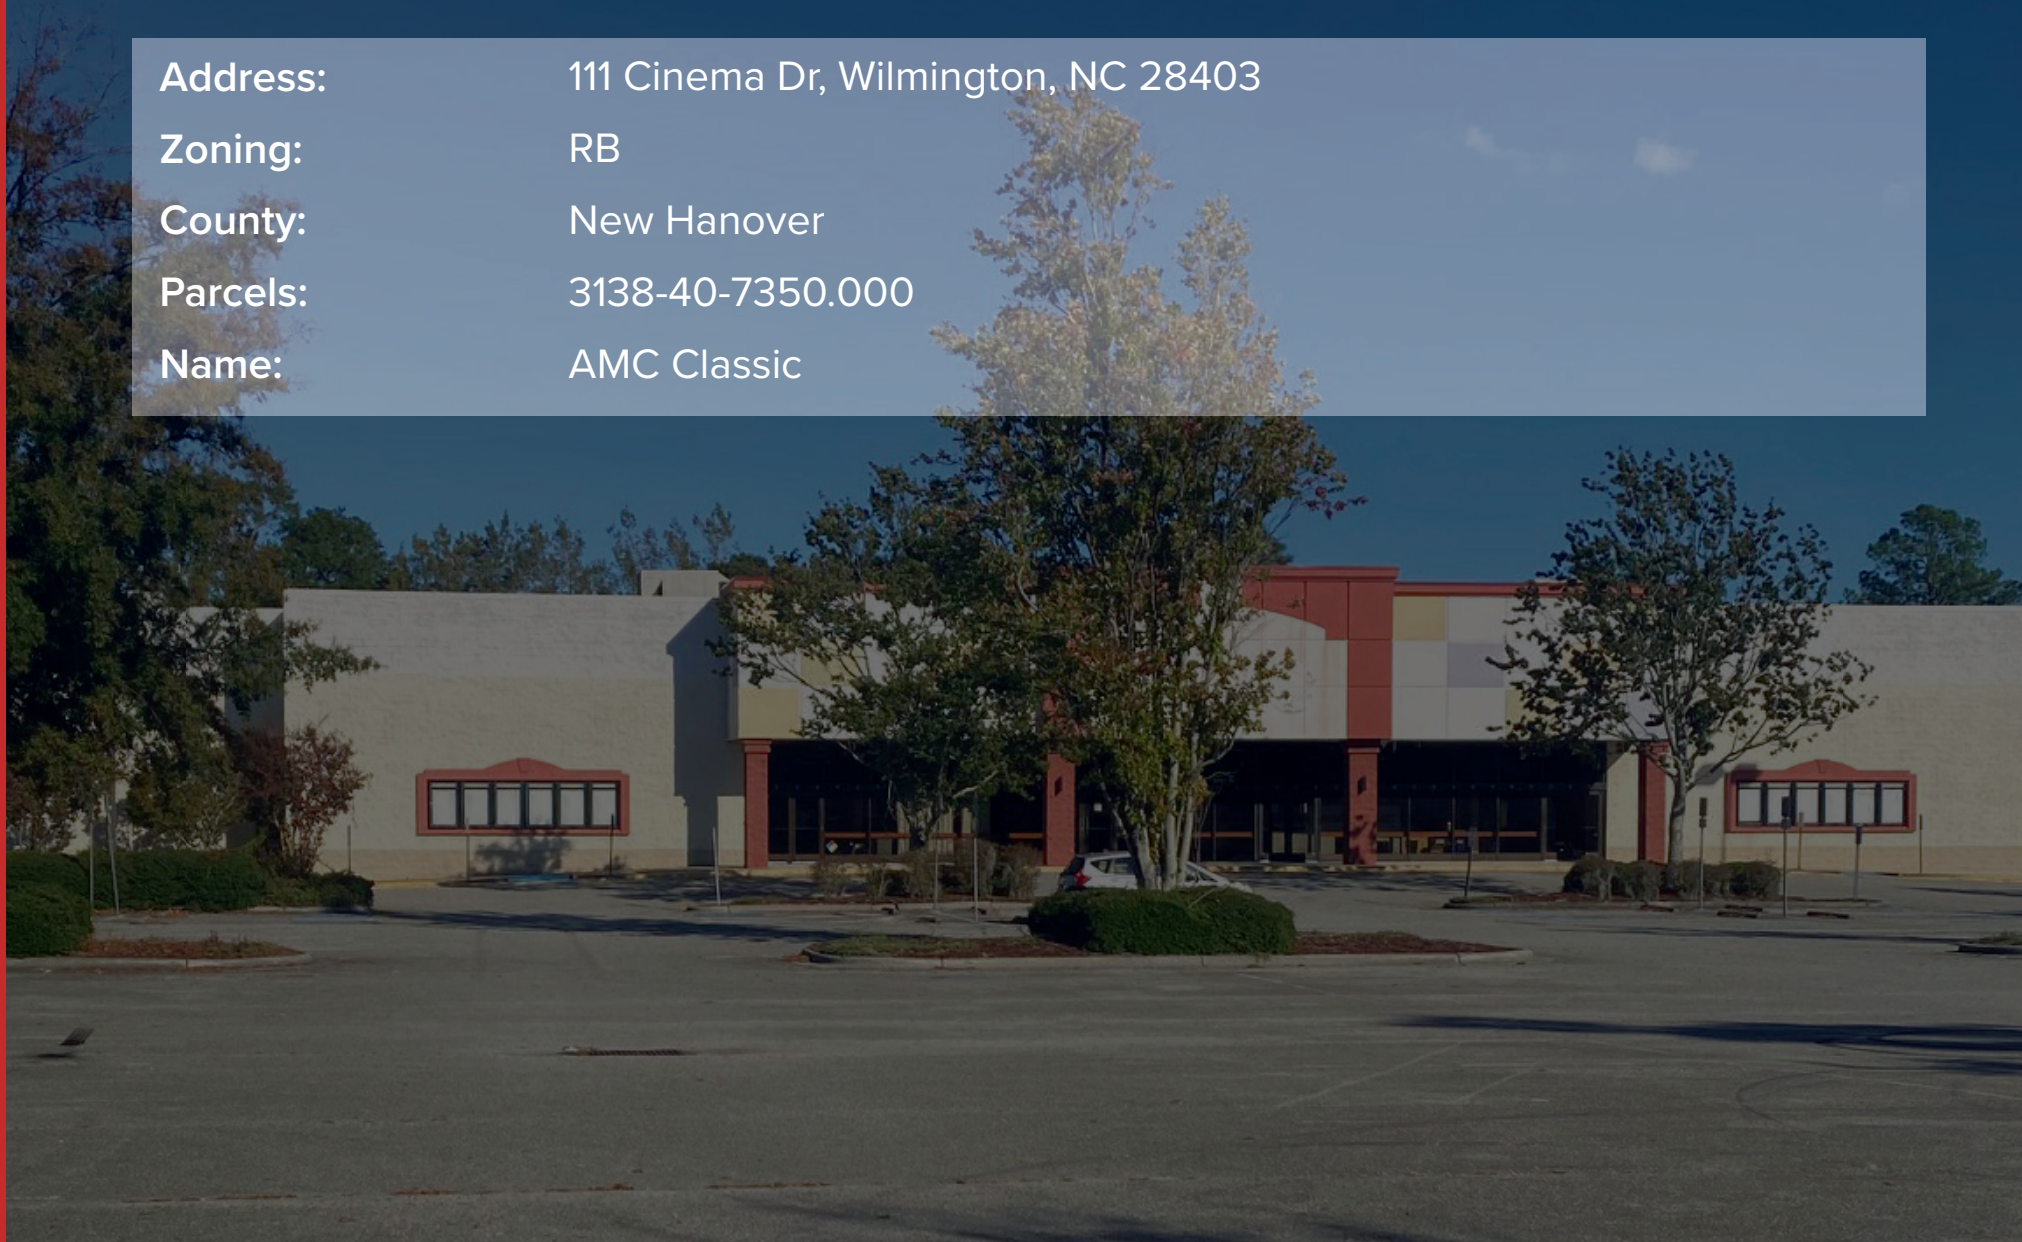 Address: 111 Cinema Dr, Wilmington, NC 28403
Zoning: RB
County: New Hanover
Parcels: 3138-40-7350.000
Name: AMC Classic